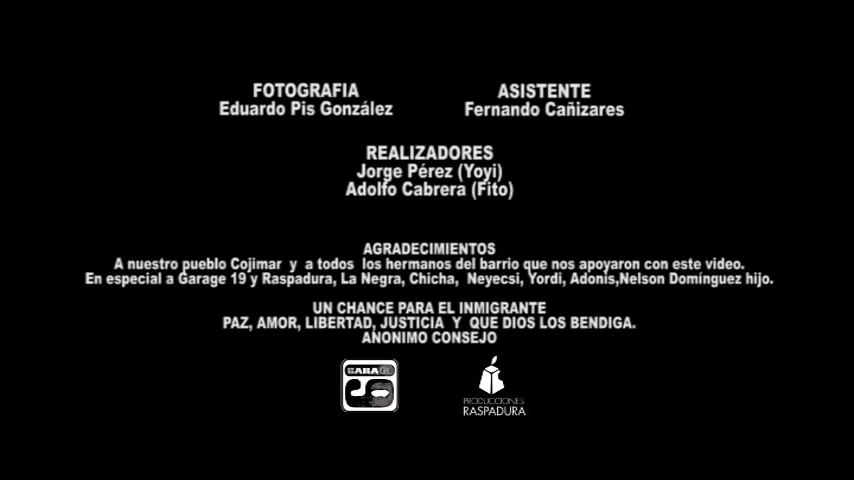 FOTOGRAFIA
Eduardo Pis González
ASISTENTE
Fernando Cañizares
REALIZADORES
Jorge Pérez (Yoyi)
Adolfo Cabrera (Fito)
AGRADECIMIENTOS
A nuestro pueblo Cojimar y a todos los hermanos del barrio que nos apoyaron con este video.
En especial a Garage 19 y Raspadura, La Negra, Chicha, Neyecsi, Yordi, Adonis,Nelson Domínguez hijo.
UN CHANCE PARA EL INMIGRANTE
PAZ, AMOR, LIBERTAD, JUSTICIA Y QUE DIOS LOS BENDIGA.
ANONIMO CONSEJO
PRODUCCIONES
RASPADURA